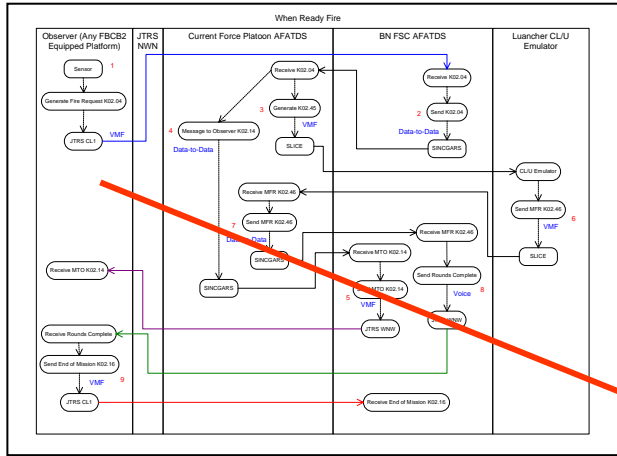 When Ready Fire
Observer (Any FBCB2
Equipped Platform)
JTRS
NWN
Current Force Platoon AFATDS
BN FSC AFATDS
Luancher CL/U
Emulator
Sensor
1
Generate Fire Request K02.04
JTRS CL1
VMF
Receive K02.04
3
Generate K02.45
VMF
4
Message to Observer K02.14
Data-to-Data
SLICE
Receive K02.04
2
Send K02.04
Data-to-Data
SINCGARS
CL/U Emulator
Send MFR K02.46
6
VMF
SLICE
Receive MFR K02.46
7
Send MFR K02.46
SINCGARS
SINCGARS
Receive MFR K02.46
Receive MTO K02.14
Send Rounds Complete
8
Voice
5
MTO K02.14
VMF
JTRS WNW
WNW
Receive MTO K02.14
Receive Rounds Complete
Send End of Mission K02.16
VMF
9
JTRS CL1
Receive End of Mission K02.16